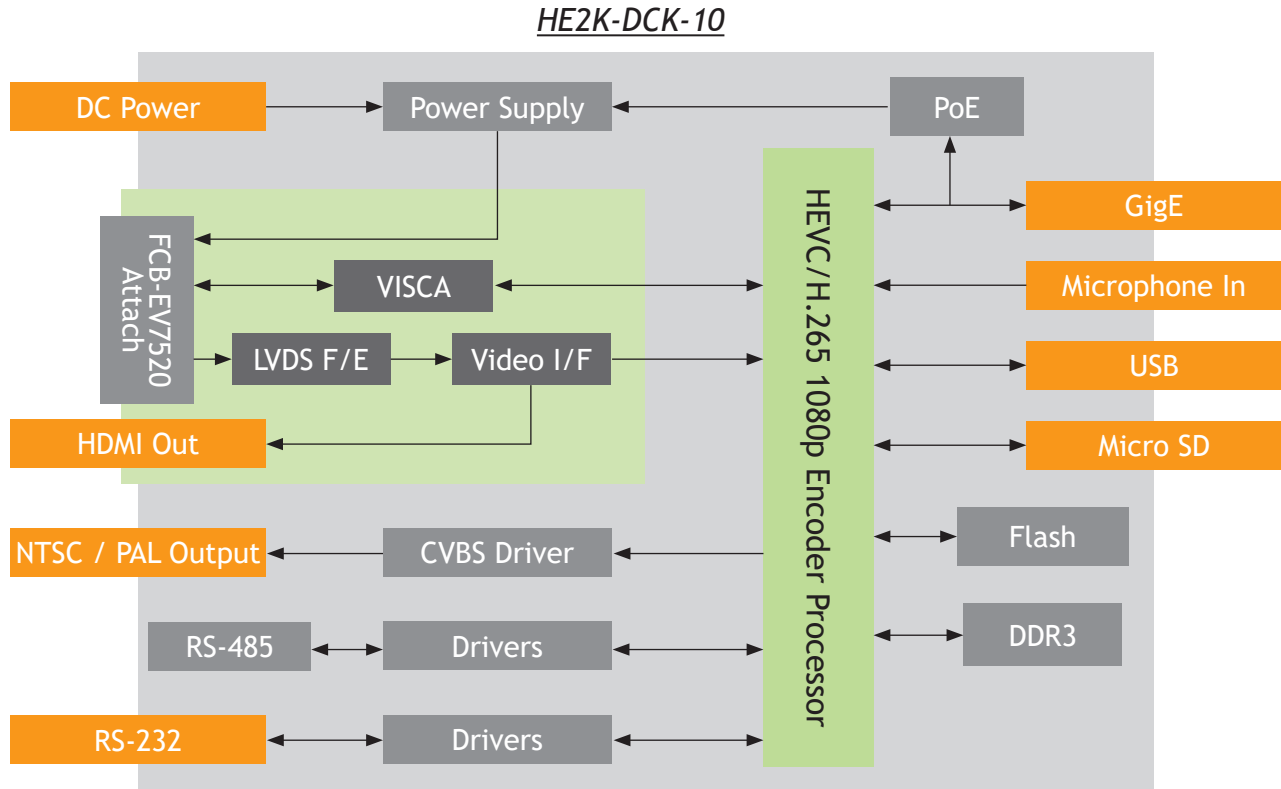 HE2K-DCK-10
DC Power
Power Supply
PoE
GigE
FCB-EV7520
Attach
VISCA
HEVC/H.265 1080p Encoder Processor
Microphone In
LVDS F/E
Video I/F
USB
HDMI Out
Micro SD
NTSC / PAL Output
CVBS Driver
Flash
RS-485
Drivers
DDR3
RS-232
Drivers